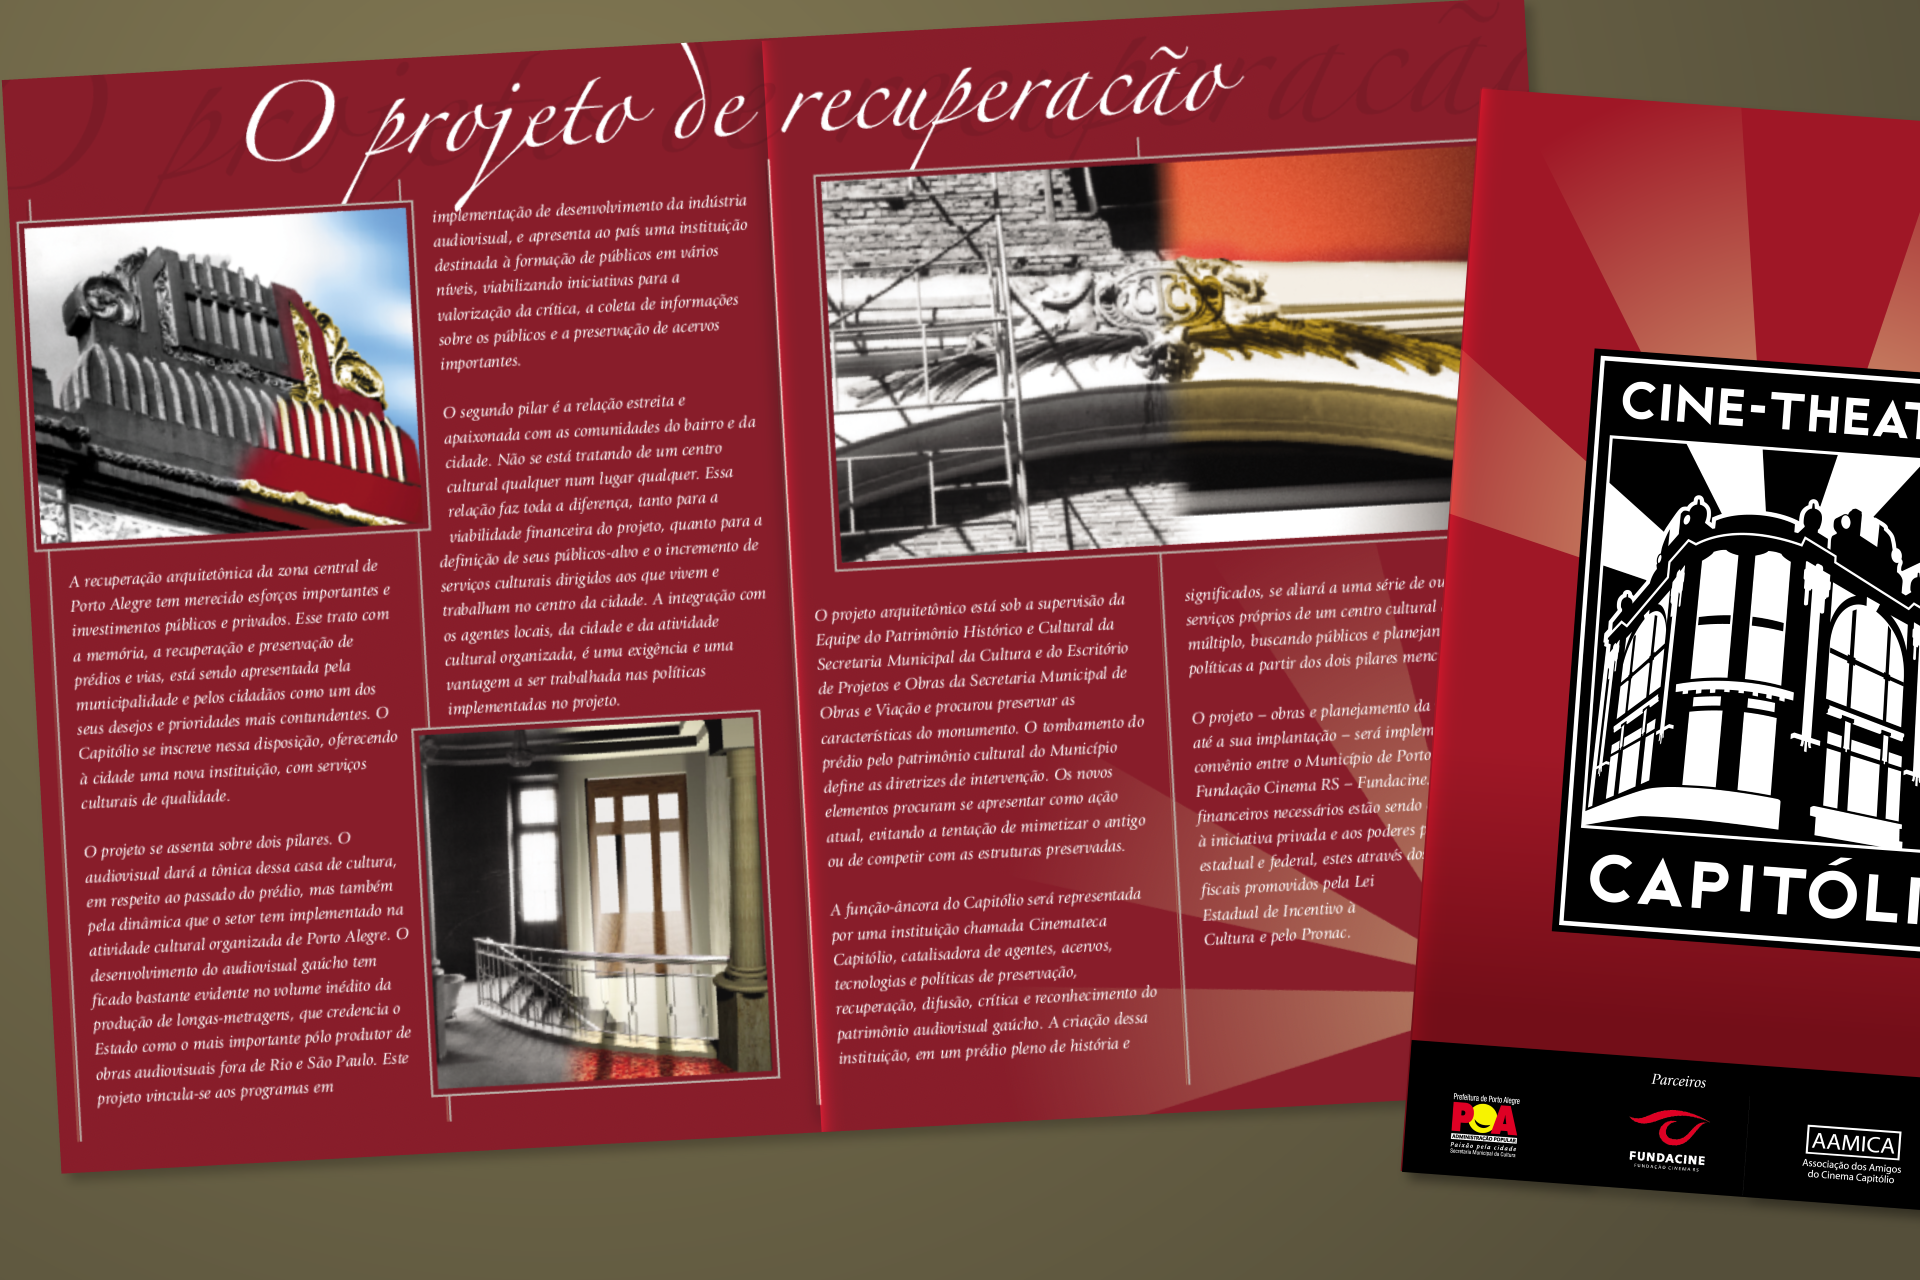 O projeto de recuperação
A recuperação arquitetônica da zona central de
Porto Alegre tem merecido esforços importantes e
investimentos públicos e privados. Esse trato com
a memória, a recuperação e preservação de
prédios e vias, está sendo apresentada pela
municipalidade e pelos cidadãos como um dos
seus desejos e prioridades mais contundentes. O
Capitólio se inscreve nessa disposição, oferecendo
à cidade uma nova instituição, com serviços
culturais de qualidade.
O projeto se assenta sobre dois pilares. O
audiovisual dará a tônica dessa casa de cultura,
em respeito ao passado do prédio, mas também
pela dinâmica que o setor tem implementado na
atividade cultural organizada de Porto Alegre. O
desenvolvimento do audiovisual gaúcho tem
ficado bastante evidente no volume inédito da
produção de longas-metragens, que credencia o
Estado como o mais importante pólo produtor de
obras audiovisuais fora de Rio e São Paulo. Este
projeto vincula-se aos programas em
implementação de desenvolvimento da indústria
audiovisual, e apresenta ao país uma instituição
destinada à formação de públicos em vários
níveis, viabilizando iniciativas para a
valorização da crítica, a coleta de informações
sobre os públicos e a preservação de acervos
importantes.
O segundo pilar é a relação estreita e
apaixonada com as comunidades do bairro e da
cidade. Não se está tratando de um centro
cultural qualquer num lugar qualquer. Essa
relação faz toda a diferença, tanto para a
viabilidade financeira do projeto, quanto para a
definição de seus públicos-alvo e o incremento de
serviços culturais dirigidos aos que vivem e
trabalham no centro da cidade. A integração com
os agentes locais, da cidade e da atividade
cultural organizada, é uma exigência e uma
vantagem a ser trabalhada nas políticas
implementadas no projeto.
O projeto arquitetônico está sob a supervisão da
Equipe do Patrimônio Histórico e Cultural da
Secretaria Municipal da Cultura e do Escritório
de Projetos e Obras da Secretaria Municipal de
Obras e Viação e procurou preservar as
características do monumento. O tombamento do
prédio pelo patrimônio cultural do Município
define as diretrizes de intervenção. Os novos
elementos procuram se apresentar como ação
atual, evitando a tentação de mimetizar o antigo
ou de competir com as estruturas preservadas.
A função-âncora do Capitólio será representada
por uma instituição chamada Cinemateca
Capitólio, catalisadora de agentes, acervos,
tecnologias e políticas de preservação,
recuperação, difusão, crítica e reconhecimento do
patrimônio audiovisual gaúcho. A criação dessa
instituição, em um prédio pleno de história e
significados, se aliará a uma série de ou
serviços próprios de um centro cultural
múltiplo, buscando públicos e planejan
políticas a partir dos dois pilares menc
O projeto – obras e planejamento da
até a sua implantação – será implem
convênio entre o Município de Porto
Fundação Cinema RS – Fundacine.
financeiros necessários estão sendo
à iniciativa privada e aos poderes p
estadual e federal, estes através dos
fiscais promovidos pela Lei
Estadual de Incentivo à
Cultura e pelo Pronac.
CINE-THEAT
CAPITÓLI
Parceiros
Prefeitura de Porto Alegre
POA
ADMINISTRAÇÃO POPULAR
Paixão pela cidade
Secretaria Municipal da Cultura
FUNDACINE
FUNDAÇÃO CINEMA RS
AAMICA
Associação dos Amigos
do Cinema Capitólio